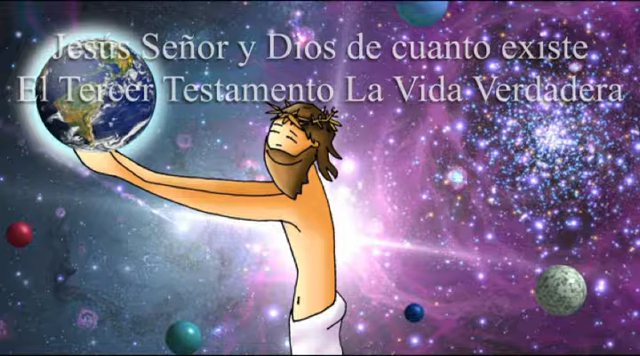 Jesús Señor y Dios de cuanto existe
El Tercer Testamento La Vida Verdadera